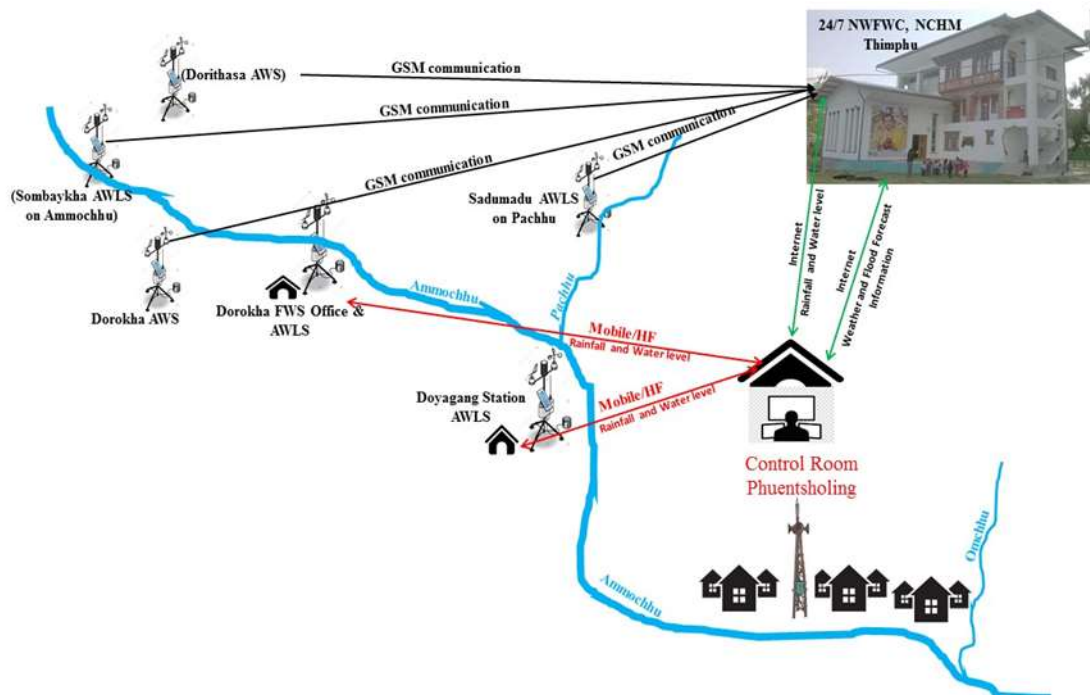 24/7 NWFWC, NCHM
Thimphu
(Dorithasa AWS)
GSM communication
GSM communication
GSM communication
GSM communication
(Sombaykha AWLS
on Ammochhu)
Sadumadu AWLS
on Pachhu
Dorokha AWS
Dorokha FWS Office &
AWLS
Ammochhu
Pachhu
Internet
Rainfall and Water level
Internet
Weather and Flood Forecast
Information
Mobile/HF
Rainfall and Water level
Doyagang Station
AWLS
Mobile/HF
Rainfall and Water level
Control Room
Phuentsholing
Ammochhu
Omchhu